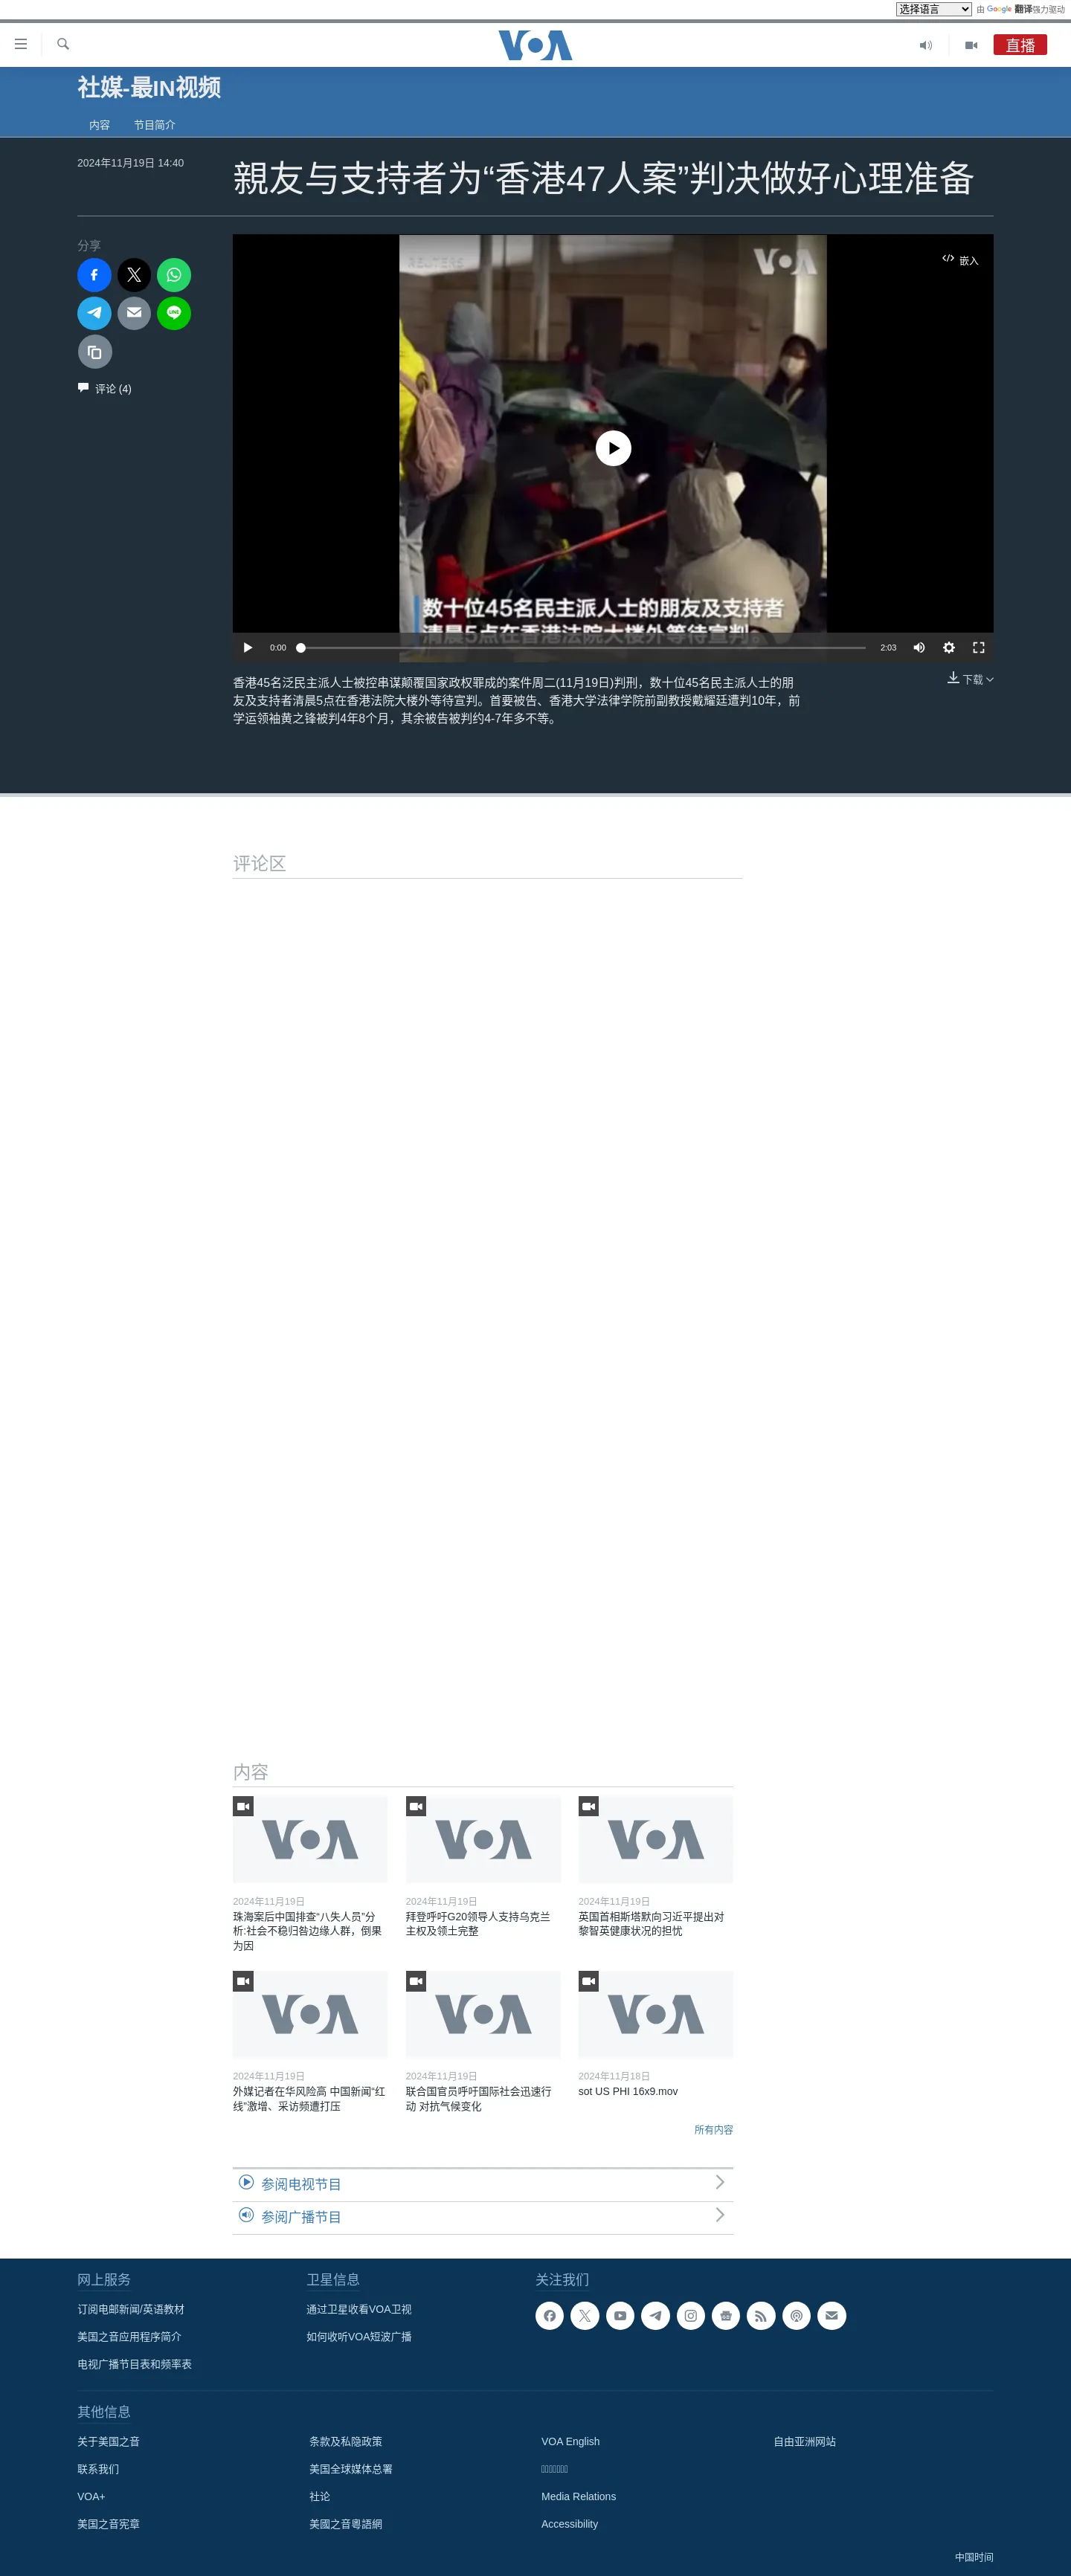 选择语言 由 Google 翻译强力驱动
VOA
直播
社媒-最IN视频
内容 节目简介
2024年11月19日 14:40
親友与支持者为“香港47人案”判决做好心理准备
分享
评论 (4)
REUTERS
VOA
嵌入
数十位45名民主派人士的朋友及支持者
清晨5点在香港法院大楼外等待宣判。
0:00 2:03
香港45名泛民主派人士被控串谋颠覆国家政权罪成的案件周二(11月19日)判刑，数十位45名民主派人士的朋
友及支持者清晨5点在香港法院大楼外等待宣判。首要被告、香港大学法律学院前副教授戴耀廷遭判10年，前
学运领袖黄之锋被判4年8个月，其余被告被判约4-7年多不等。
下载
评论区
内容
VOA VOA VOA
2024年11月19日
珠海案后中国排查“八失人员”分
析:社会不稳归咎边缘人群，倒果
为因
2024年11月19日
拜登呼吁G20领导人支持乌克兰
主权及领土完整
2024年11月19日
英国首相斯塔默向习近平提出对
黎智英健康状况的担忧
VOA VOA VOA
2024年11月19日
外媒记者在华风险高 中国新闻“红
线”激增、采访频遭打压
2024年11月19日
联合国官员呼吁国际社会迅速行
动 对抗气候变化
2024年11月18日
sot US PHI 16x9.mov
所有内容
参阅电视节目
参阅广播节目
网上服务
订阅电邮新闻/英语教材
美国之音应用程序简介
电视广播节目表和频率表
卫星信息
通过卫星收看VOA卫视
如何收听VOA短波广播
关注我们
其他信息
关于美国之音
联系我们
VOA+
美国之音宪章
条款及私隐政策
美国全球媒体总署
社论
美國之音粵語網
VOA English
Media Relations
Accessibility
自由亚洲网站
中国时间